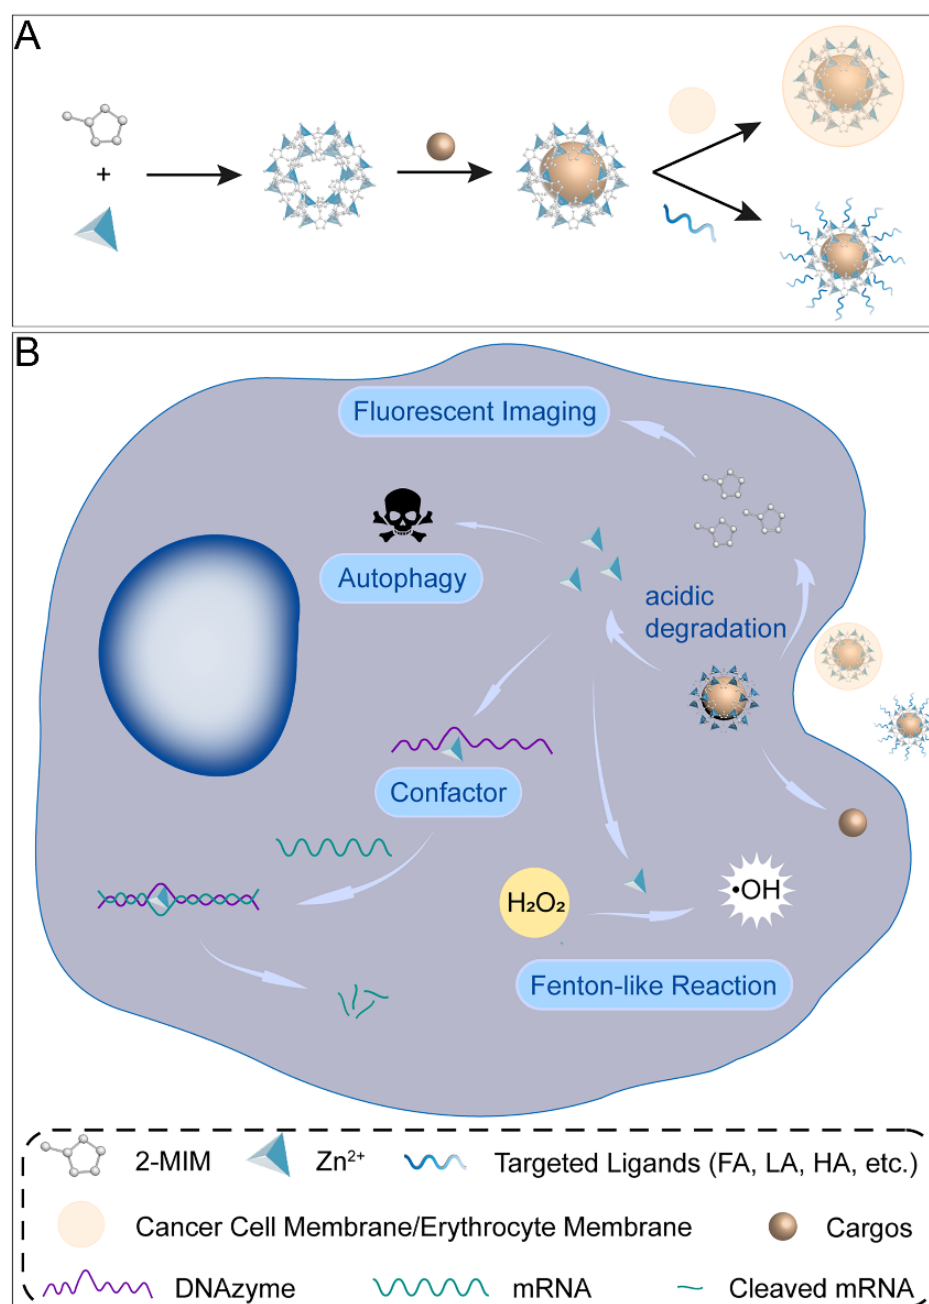 A
+
B
Fluorescent Imaging
Autophagy
acidic
degradation
Confactor
H₂O₂
•OH
Fenton-like Reaction
2-MIM
Zn²⁺
Targeted Ligands (FA, LA, HA, etc.)
Cancer Cell Membrane/Erythrocyte Membrane
Cargos
DNAzyme
mRNA
Cleaved mRNA